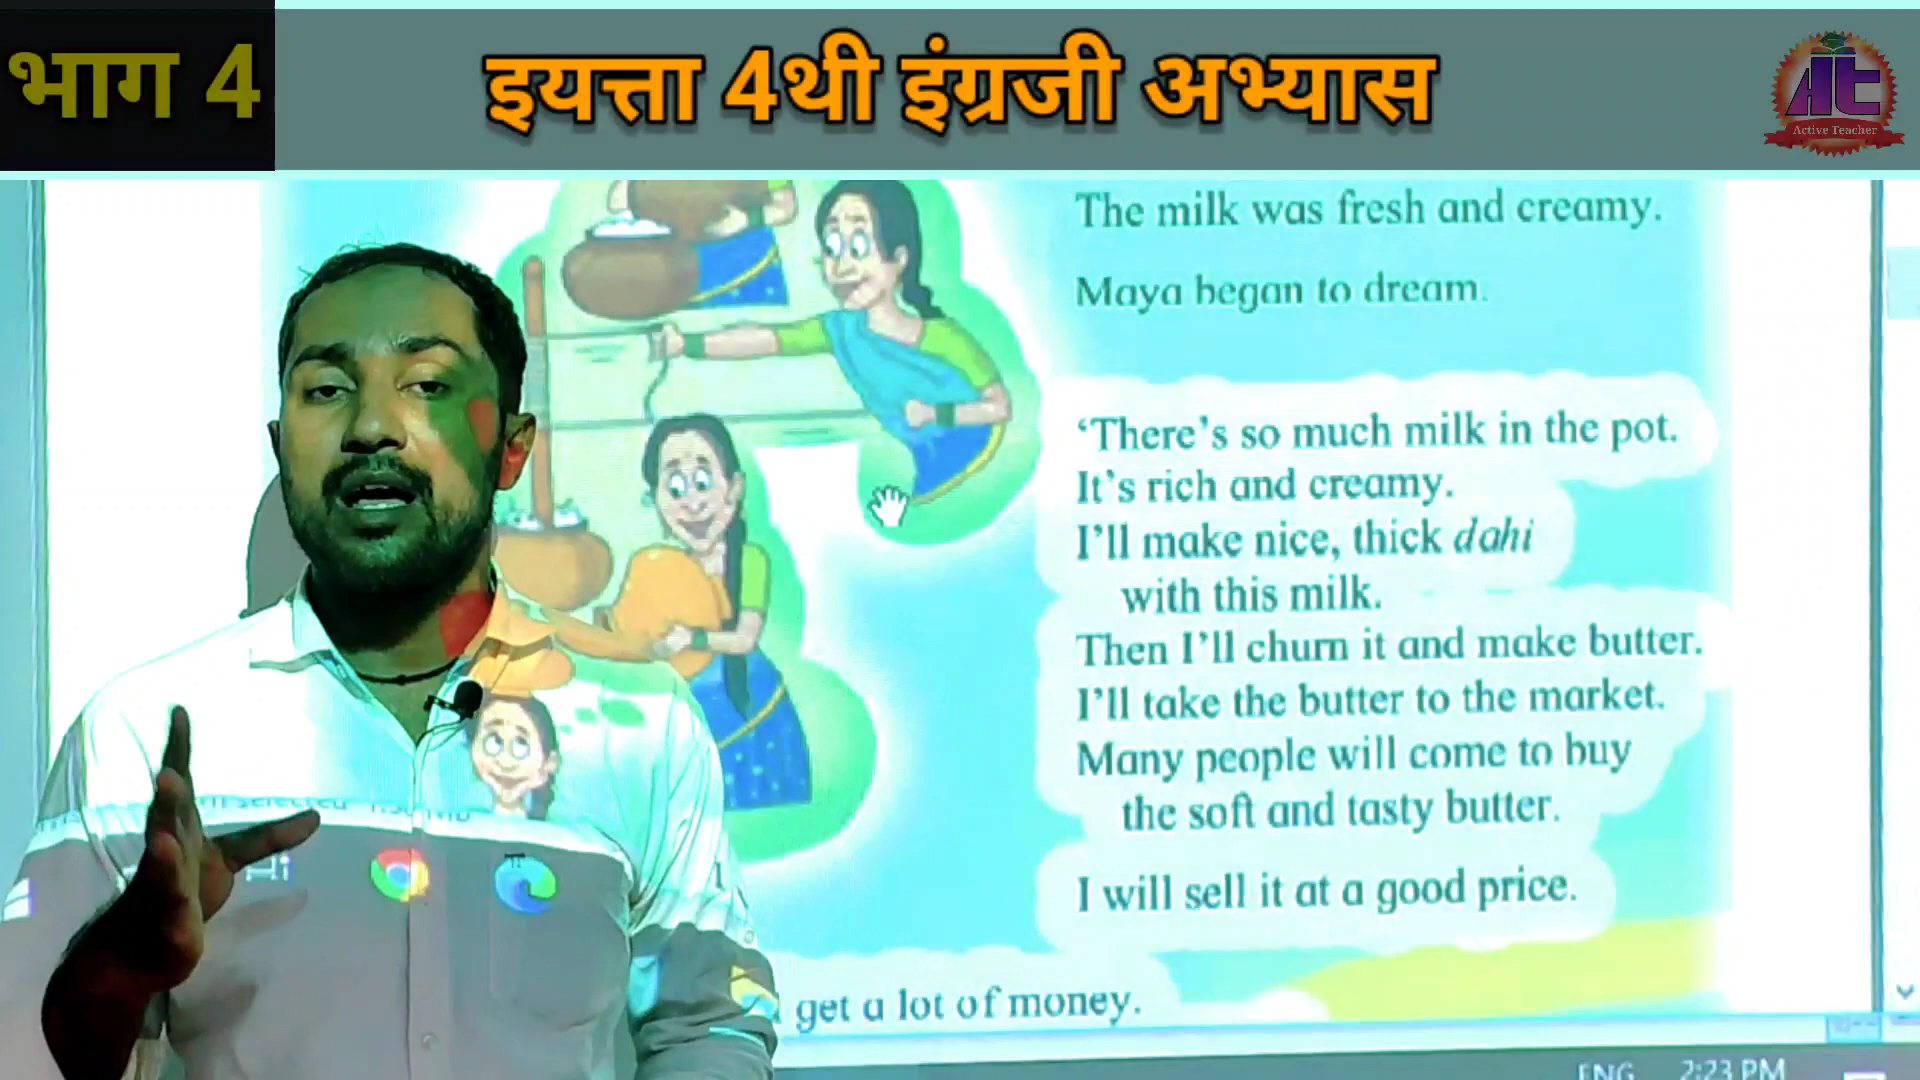 भाग 4
इयत्ता 4थी इंग्रजी अभ्यास
Active Teacher
The milk was fresh and creamy.
Maya began to dream.
‘There’s so much milk in the pot.
It’s rich and creamy.
I’ll make nice, thick dahi
with this milk.
Then I’ll churn it and make butter.
I’ll take the butter to the market.
Many people will come to buy
the soft and tasty butter.
I will sell it at a good price.
get a lot of money.
Hi
ENG 2:23 PM